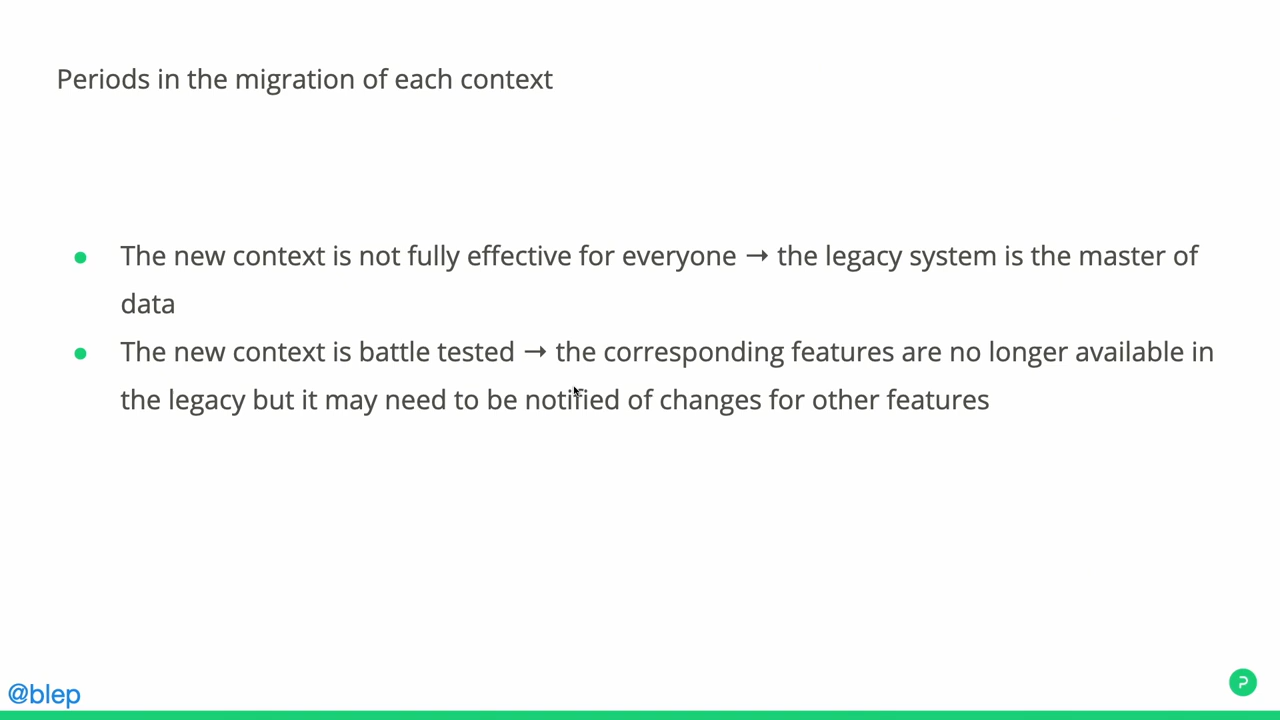 Periods in the migration of each context
● The new context is not fully effective for everyone → the legacy system is the master of
data
● The new context is battle tested → the corresponding features are no longer available in
the legacy but it may need to be notified of changes for other features
@blep